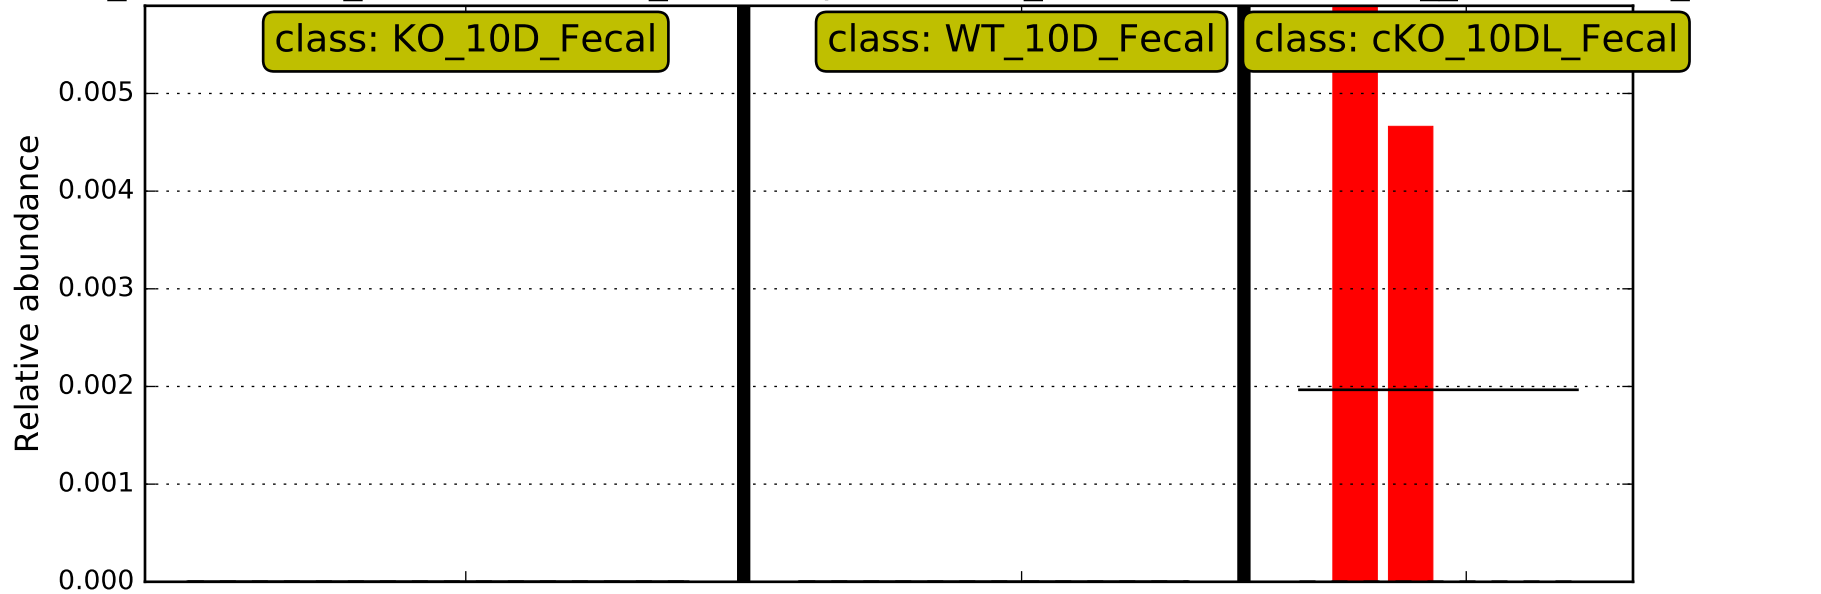 class: KO_10D_Fecal
class: WT_10D_Fecal
class: cKO_10DL_Fecal
0.005
0.004
0.003
0.002
0.001
0.000
Relative abundance